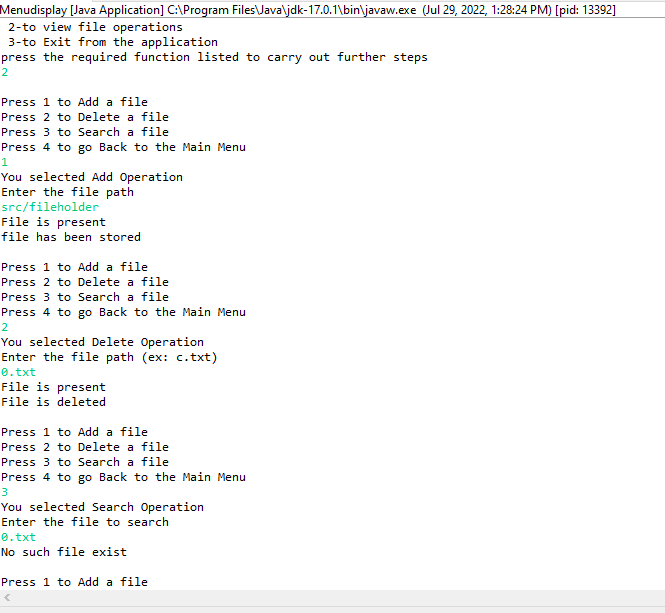 Menudisplay [Java Application] C:\Program Files\Java\jdk-17.0.1\bin\javaw.exe (Jul 29, 2022, 1:28:24 PM) [pid: 13392]
2-to view file operations
3-to Exit from the application
press the required function listed to carry out further steps
2
Press 1 to Add a file
Press 2 to Delete a file
Press 3 to Search a file
Press 4 to go Back to the Main Menu
1
You selected Add Operation
Enter the file path
src/fileholder
File is present
file has been stored
Press 1 to Add a file
Press 2 to Delete a file
Press 3 to Search a file
Press 4 to go Back to the Main Menu
2
You selected Delete Operation
Enter the file path (ex: c.txt)
0.txt
File is present
File is deleted
Press 1 to Add a file
Press 2 to Delete a file
Press 3 to Search a file
Press 4 to go Back to the Main Menu
3
You selected Search Operation
Enter the file to search
0.txt
No such file exist
Press 1 to Add a file